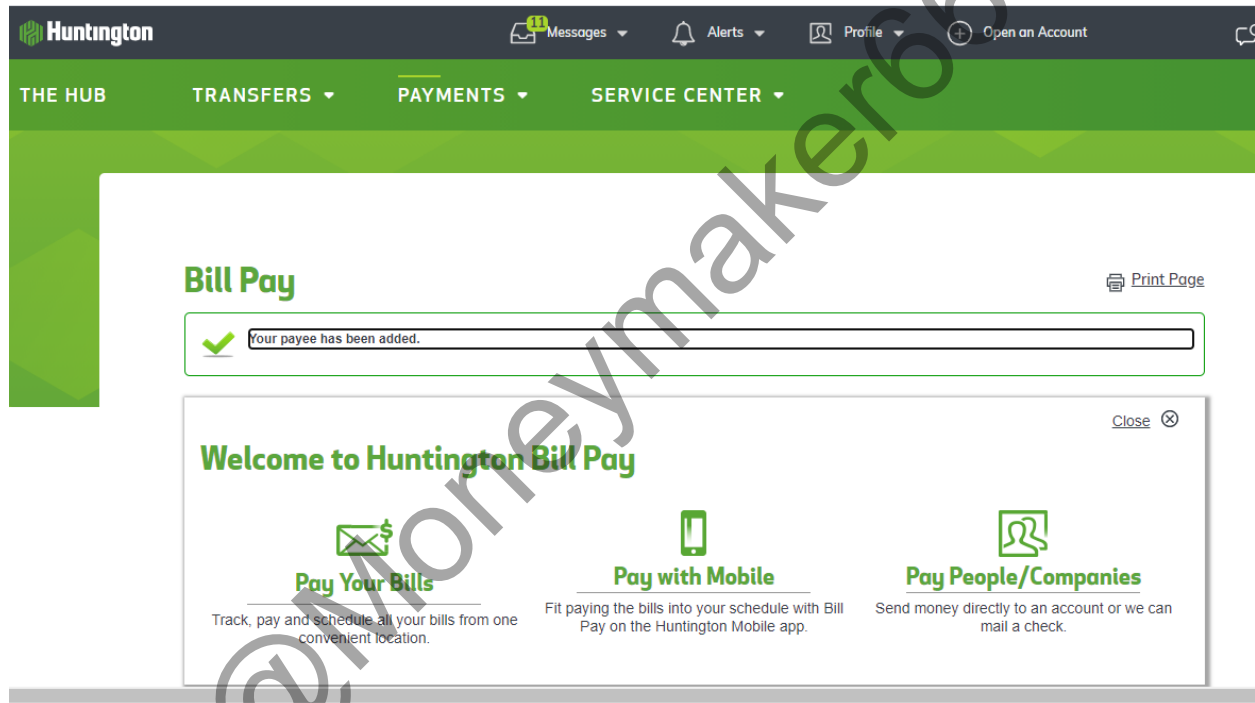 Huntington
11
Messages
Alerts
Profile
Open an Account
THE HUB
TRANSFERS
PAYMENTS
SERVICE CENTER
Bill Pay
Print Page
Your payee has been added.
Close
Welcome to Huntington Bill Pay
Pay Your Bills
Track, pay and schedule all your bills from one
convenient location.
Pay with Mobile
Fit paying the bills into your schedule with Bill
Pay on the Huntington Mobile app.
Pay People/Companies
Send money directly to an account or we can
mail a check.